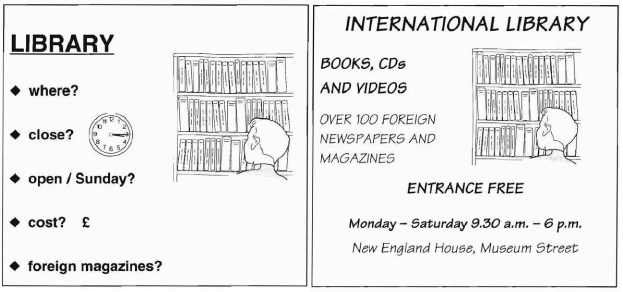 LIBRARY
◆ where?
◆ close?
◆ open / Sunday?
◆ cost? £
◆ foreign magazines?
INTERNATIONAL LIBRARY
BOOKS, CDs
AND VIDEOS
OVER 100 FOREIGN
NEWSPAPERS AND
MAGAZINES
ENTRANCE FREE
Monday – Saturday 9.30 a.m. – 6 p.m.
New England House, Museum Street